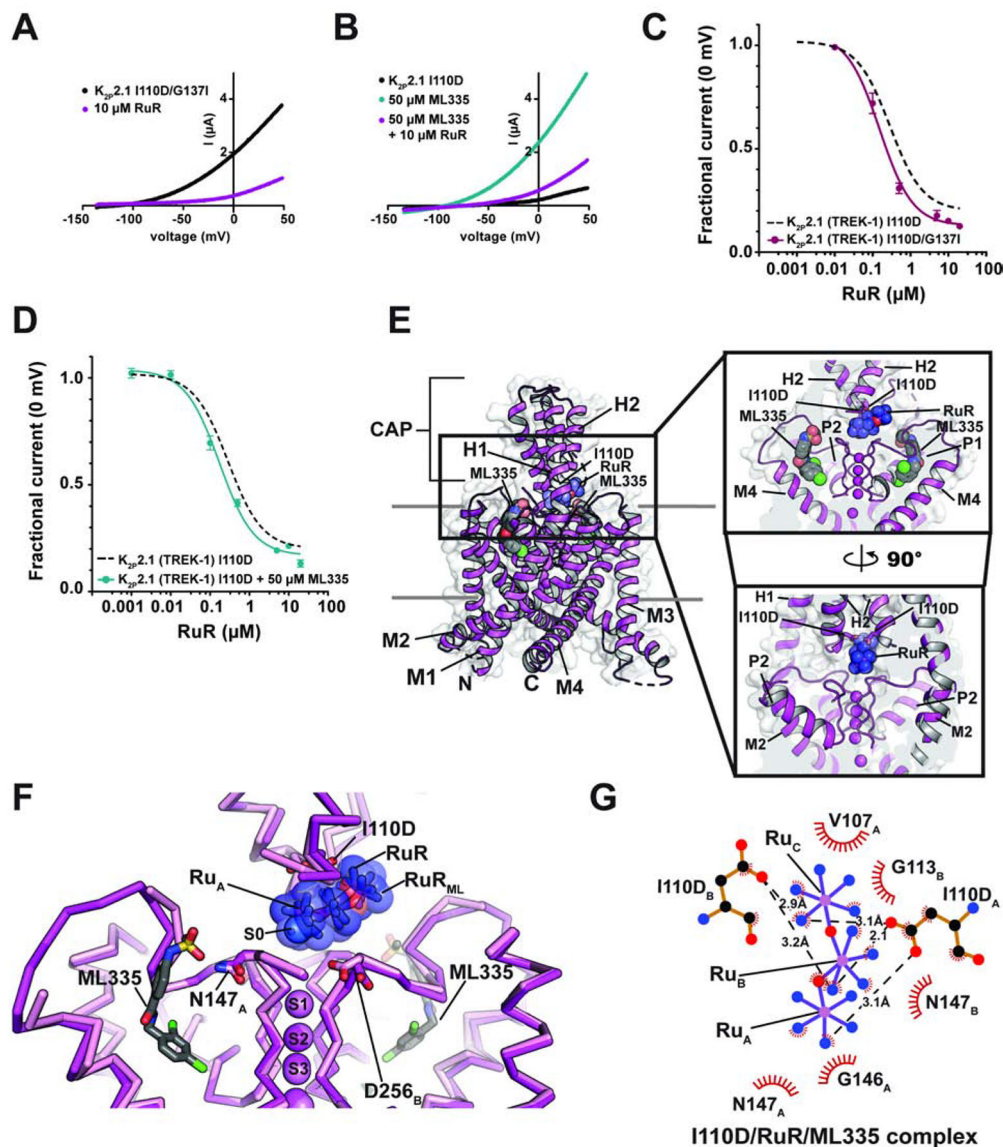 A
K2P2.1 I110D/G137I
10 µM RuR
I (µA)
4
2
-150 -100 -50 0 50
voltage (mV)
B
K2P2.1 I110D
50 µM ML335
50 µM ML335
+ 10 µM RuR
I (µA)
4
2
-150 -100 -50 0 50
voltage (mV)
C
Fractional current (0 mV)
1.0
0.5
0.0
K2P2.1 (TREK-1) I110D
K2P2.1 (TREK-1) I110D/G137I
0.001 0.01 0.1 1 10 100
RuR (µM)
D
Fractional current (0 mV)
1.0
0.5
0.0
K2P2.1 (TREK-1) I110D
K2P2.1 (TREK-1) I110D + 50 µM ML335
0.001 0.01 0.1 1 10 100
RuR (µM)
E
CAP
H2
H1
I110D
RuR
ML335
ML335
M2
M1
N
C
M4
M3
H2
H2
I110D
RuR
ML335
ML335
P2
P1
M4
M4
90°
H1
H2
I110D
I110D
RuR
P2
P2
M2
M2
F
I110D
RuR
RuA
RuRML
S0
ML335
N147A
S1
S2
S3
ML335
D256B
G
V107A
RuC
G113B
I110DB
I110DA
2.9Å
3.1Å
2.1
3.2Å
RuB
3.1Å
N147B
RuA
G146A
N147A
I110D/RuR/ML335 complex